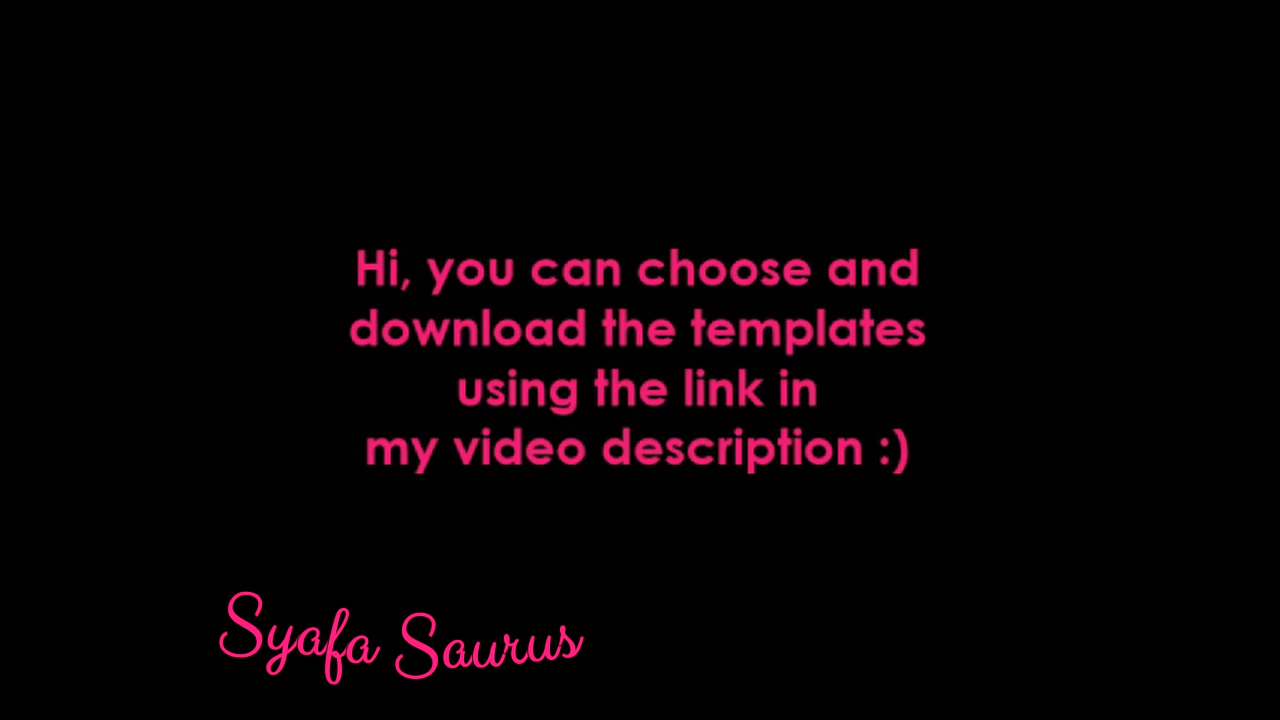 Hi, you can choose and
download the templates
using the link in
my video description :)
Syafa Saurus